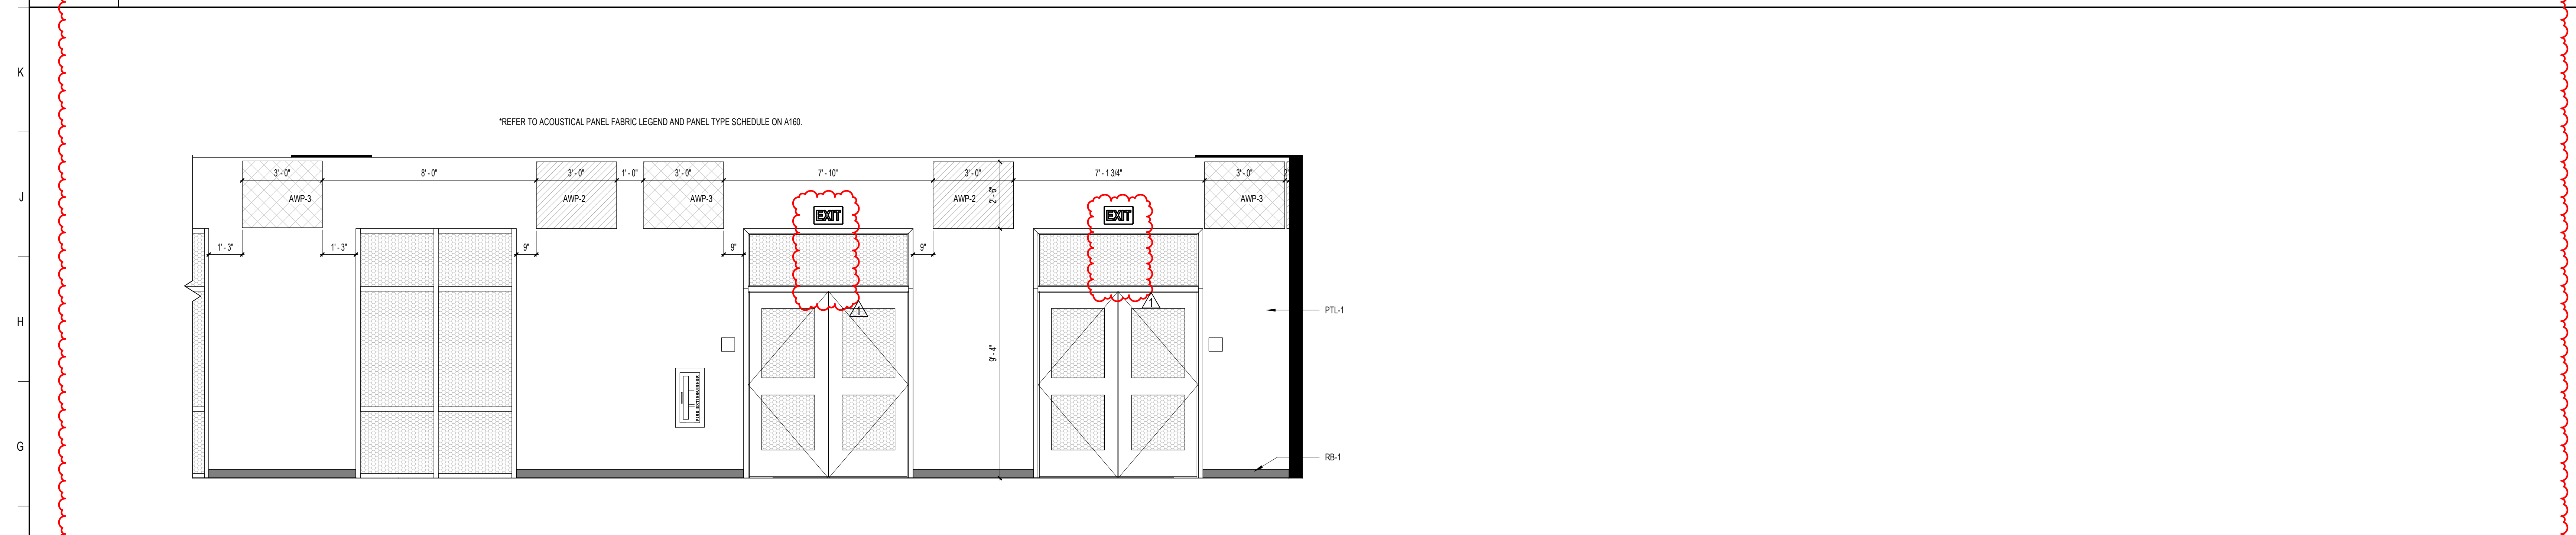 K
*REFER TO ACOUSTICAL PANEL FABRIC LEGEND AND PANEL TYPE SCHEDULE ON A160.
3' - 0"
8' - 0"
3' - 0"
1' - 0"
3' - 0"
7' - 10"
3' - 0"
7' - 1 3/4"
3' - 0"
J
AWP-3
AWP-2
AWP-3
AWP-2
2' - 6"
AWP-3
EXIT
EXIT
1' - 3"
1' - 3"
9"
9"
9"
H
1
1
PTL-1
9' - 4"
FIRE EXTINGUISHER
G
RB-1